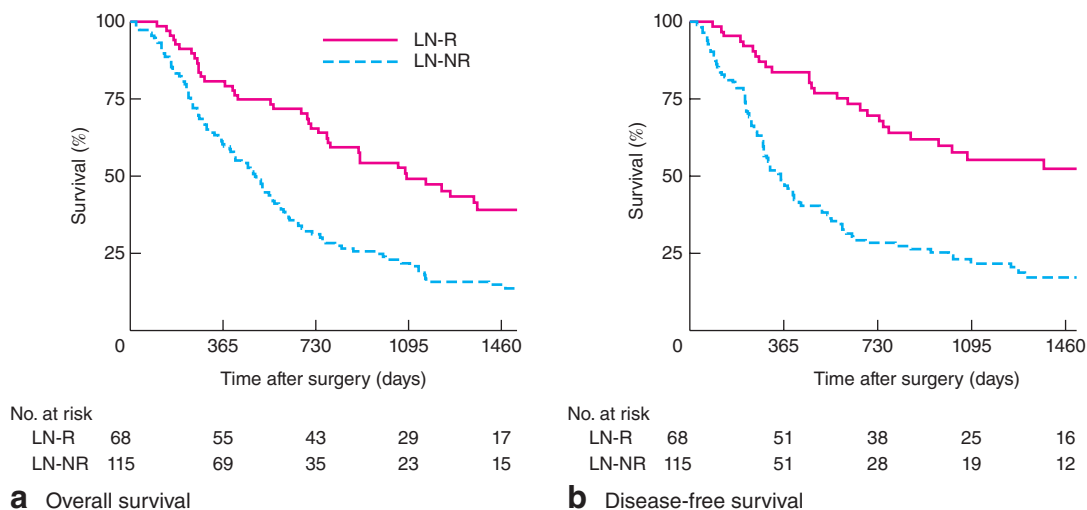 100
75
50
25
Survival (%)
0 365 730 1095 1460
Time after surgery (days)
LN-R
LN-NR
No. at risk
LN-R 68 55 43 29 17
LN-NR 115 69 35 23 15
a Overall survival
100
75
50
25
Survival (%)
0 365 730 1095 1460
Time after surgery (days)
No. at risk
LN-R 68 51 38 25 16
LN-NR 115 51 28 19 12
b Disease-free survival